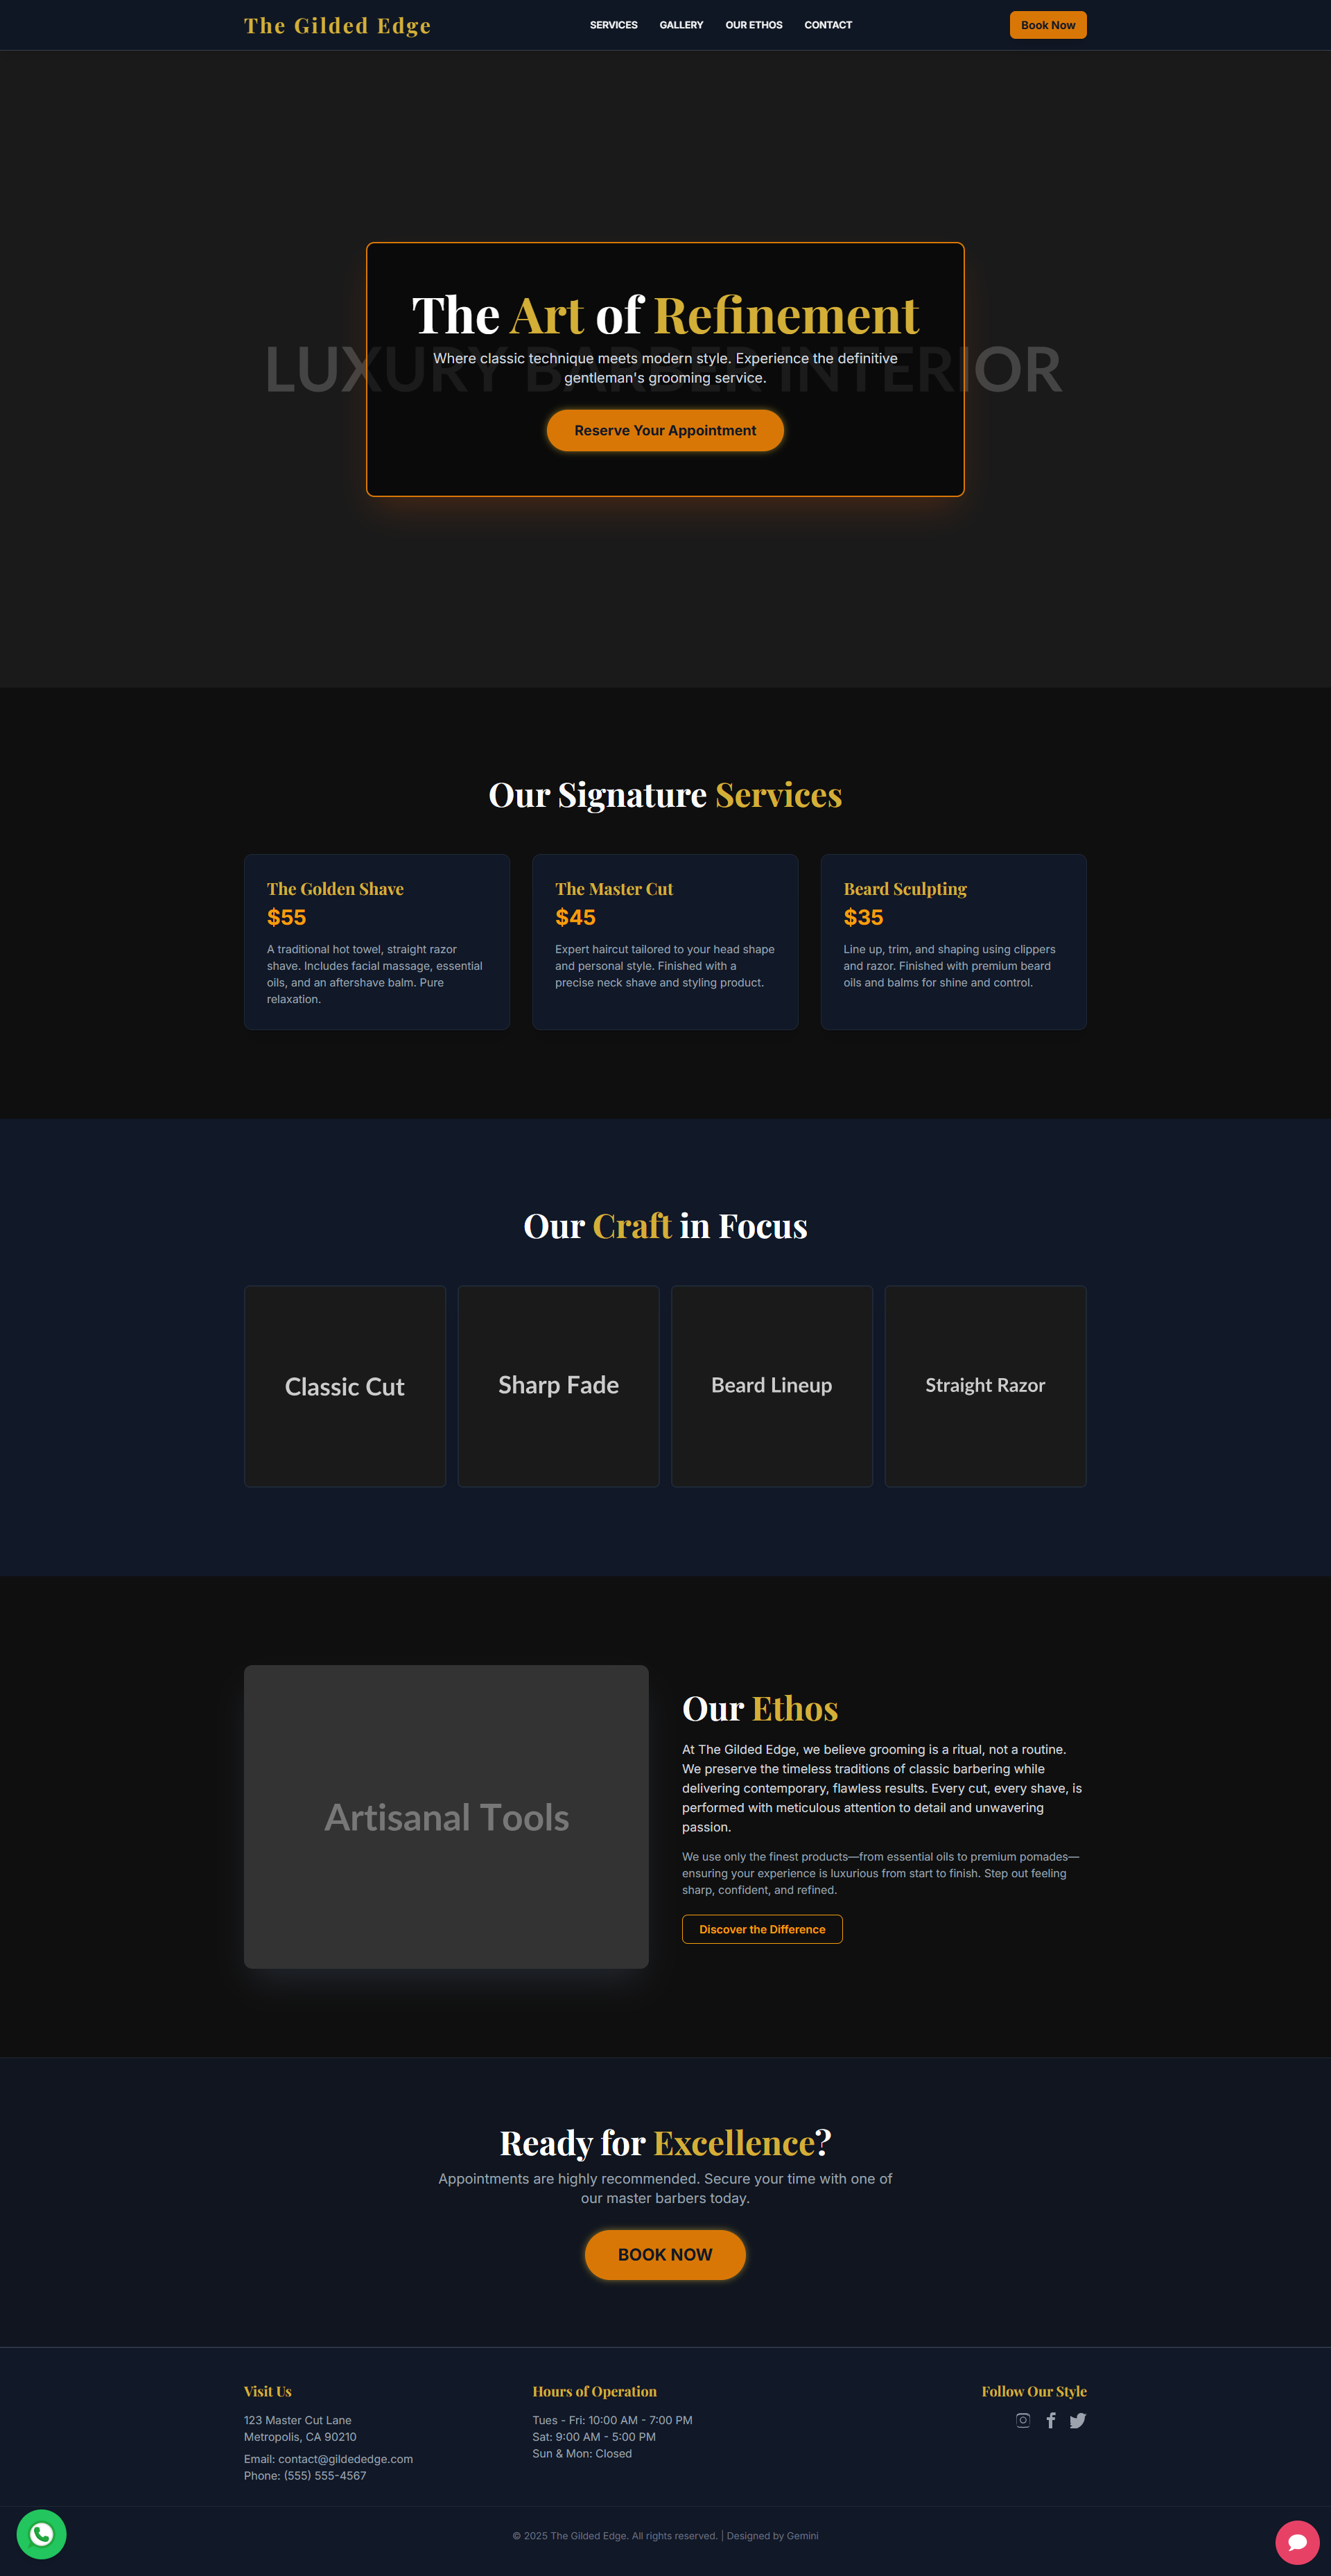 The Gilded Edge
SERVICES
GALLERY
OUR ETHOS
CONTACT
Book Now
LUXURY BARBER INTERIOR
The Art of Refinement
Where classic technique meets modern style. Experience the definitive
gentleman's grooming service.
Reserve Your Appointment
Our Signature Services
The Golden Shave
$55
A traditional hot towel, straight razor
shave. Includes facial massage, essential
oils, and an aftershave balm. Pure
relaxation.
The Master Cut
$45
Expert haircut tailored to your head shape
and personal style. Finished with a
precise neck shave and styling product.
Beard Sculpting
$35
Line up, trim, and shaping using clippers
and razor. Finished with premium beard
oils and balms for shine and control.
Our Craft in Focus
Classic Cut
Sharp Fade
Beard Lineup
Straight Razor
Artisanal Tools
Our Ethos
At The Gilded Edge, we believe grooming is a ritual, not a routine.
We preserve the timeless traditions of classic barbering while
delivering contemporary, flawless results. Every cut, every shave, is
performed with meticulous attention to detail and unwavering
passion.
We use only the finest products—from essential oils to premium pomades—
ensuring your experience is luxurious from start to finish. Step out feeling
sharp, confident, and refined.
Discover the Difference
Ready for Excellence?
Appointments are highly recommended. Secure your time with one of
our master barbers today.
BOOK NOW
Visit Us
123 Master Cut Lane
Metropolis, CA 90210
Email: contact@gildededge.com
Phone: (555) 555-4567
Hours of Operation
Tues - Fri: 10:00 AM - 7:00 PM
Sat: 9:00 AM - 5:00 PM
Sun & Mon: Closed
Follow Our Style
© 2025 The Gilded Edge. All rights reserved. | Designed by Gemini